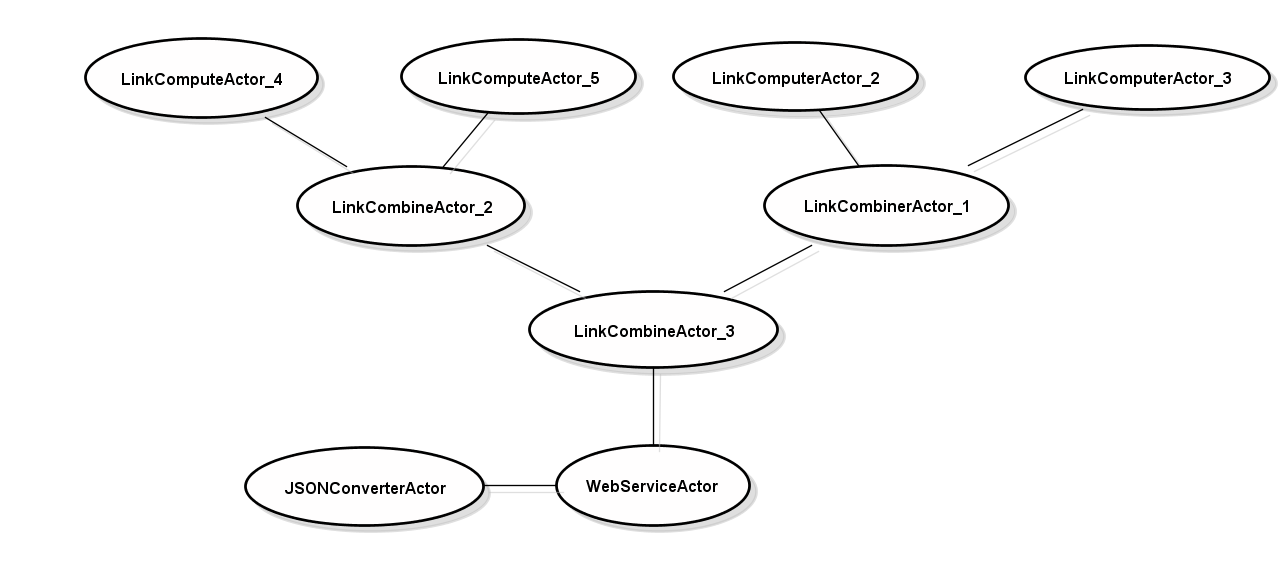 LinkComputeActor_4
LinkComputeActor_5
LinkComputerActor_2
LinkComputerActor_3
LinkCombineActor_2
LinkCombinerActor_1
LinkCombineActor_3
JSONConverterActor
WebServiceActor